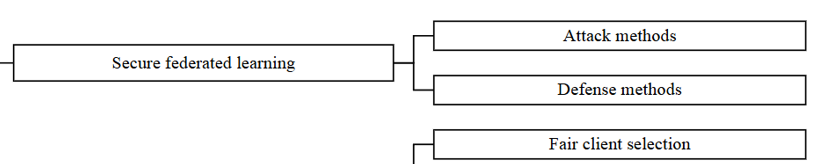 Attack methods
Secure federated learning
Defense methods
Fair client selection